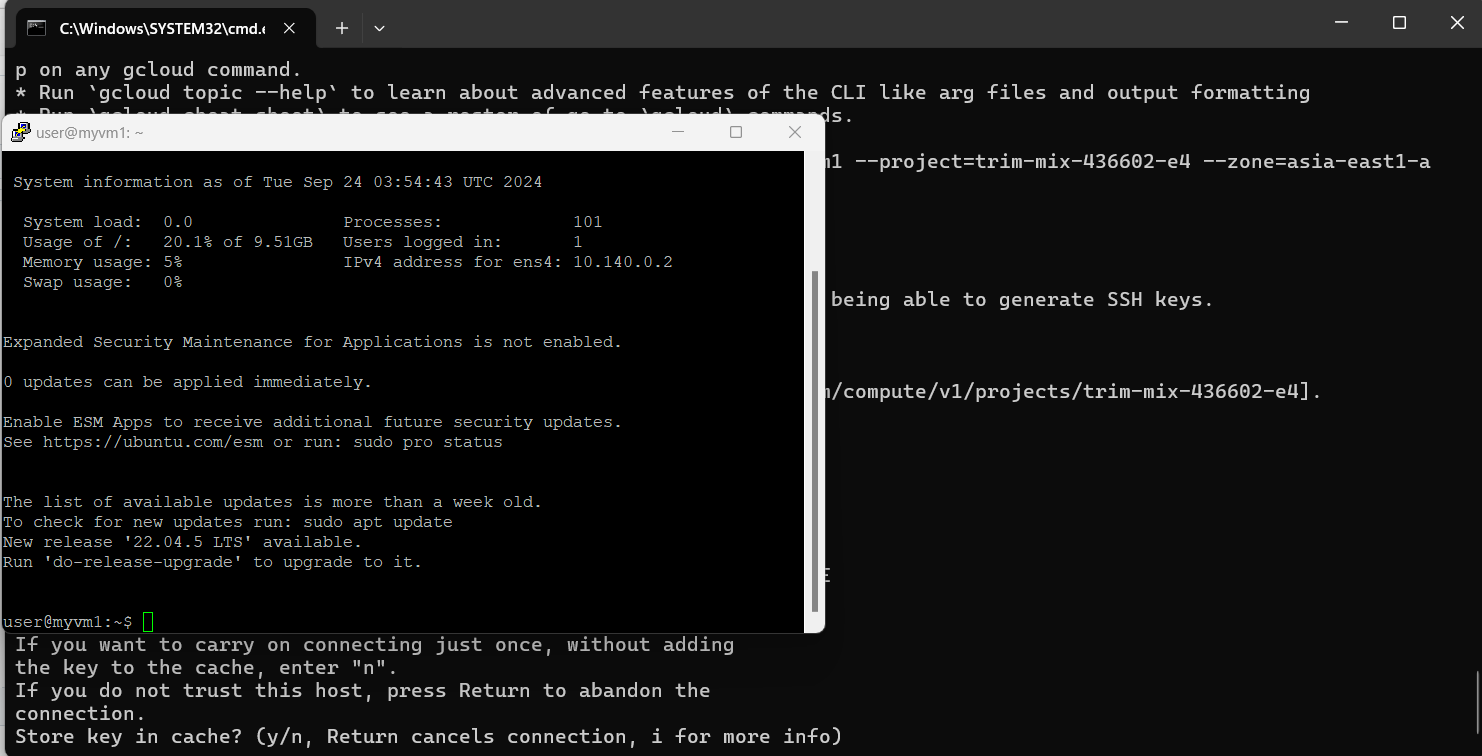 C:\Windows\SYSTEM32\cmd.e
p on any gcloud command.
* Run `gcloud topic --help` to learn about advanced features of the CLI like arg files and output formatting
* Run `gcloud cheat-sheet` to see a roster of go-to `gcloud` commands.
user@myvm1: ~
m1 --project=trim-mix-436602-e4 --zone=asia-east1-a
System information as of Tue Sep 24 03:54:43 UTC 2024
System load: 0.0 Processes: 101
Usage of /: 20.1% of 9.51GB Users logged in: 1
Memory usage: 5% IPv4 address for ens4: 10.140.0.2
Swap usage: 0%
being able to generate SSH keys.
Expanded Security Maintenance for Applications is not enabled.
0 updates can be applied immediately.
m/compute/v1/projects/trim-mix-436602-e4].
Enable ESM Apps to receive additional future security updates.
See https://ubuntu.com/esm or run: sudo pro status
The list of available updates is more than a week old.
To check for new updates run: sudo apt update
New release '22.04.5 LTS' available.
Run 'do-release-upgrade' to upgrade to it.
user@myvm1:~$
If you want to carry on connecting just once, without adding
the key to the cache, enter "n".
If you do not trust this host, press Return to abandon the
connection.
Store key in cache? (y/n, Return cancels connection, i for more info)